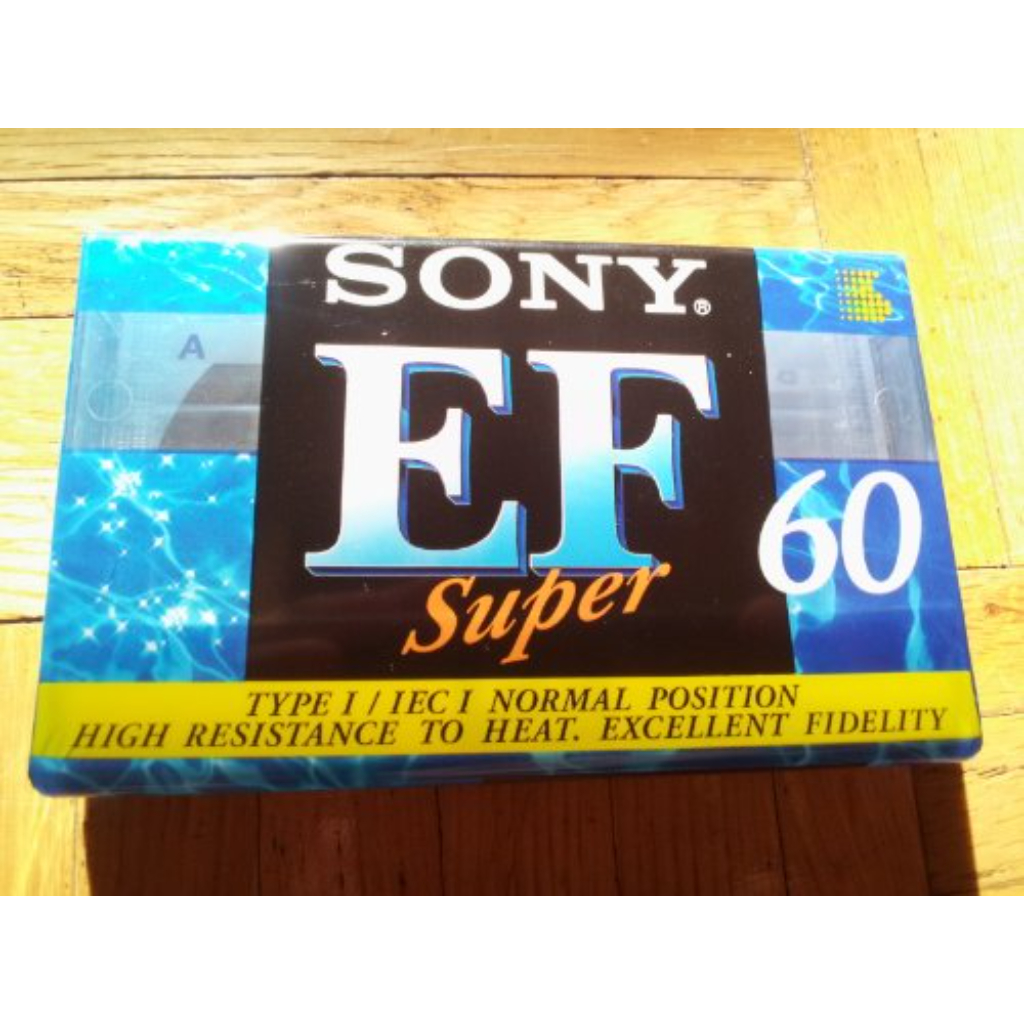 SONY®
A
EF
60
Super
TYPE I / IEC I NORMAL POSITION
HIGH RESISTANCE TO HEAT. EXCELLENT FIDELITY